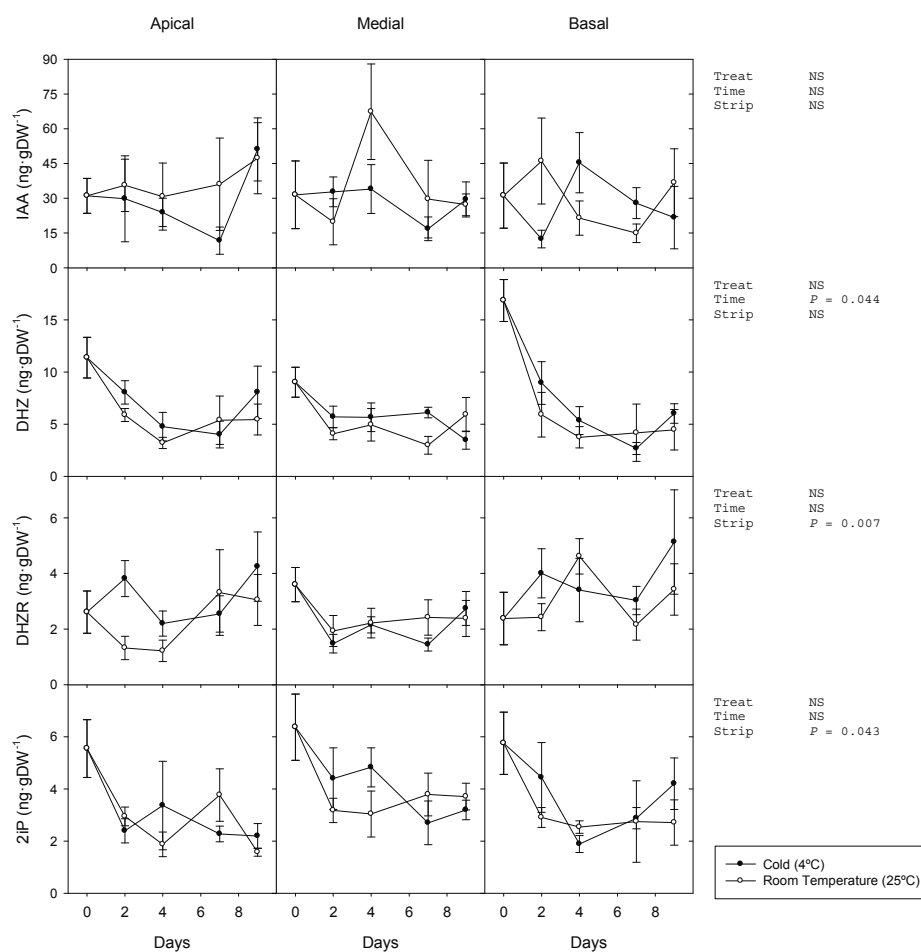 Apical Medial Basal
IAA (ng·gDW⁻¹)
90
75
60
45
30
15
0
Treat NS
Time NS
Strip NS
DHZ (ng·gDW⁻¹)
15
10
5
0
Treat NS
Time P = 0.044
Strip NS
DHZR (ng·gDW⁻¹)
6
4
2
0
Treat NS
Time NS
Strip P = 0.007
2iP (ng·gDW⁻¹)
6
4
2
0
Treat NS
Time NS
Strip P = 0.043
0 2 4 6 8 0 2 4 6 8 0 2 4 6 8
Days Days Days
Cold (4ºC)
Room Temperature (25ºC)